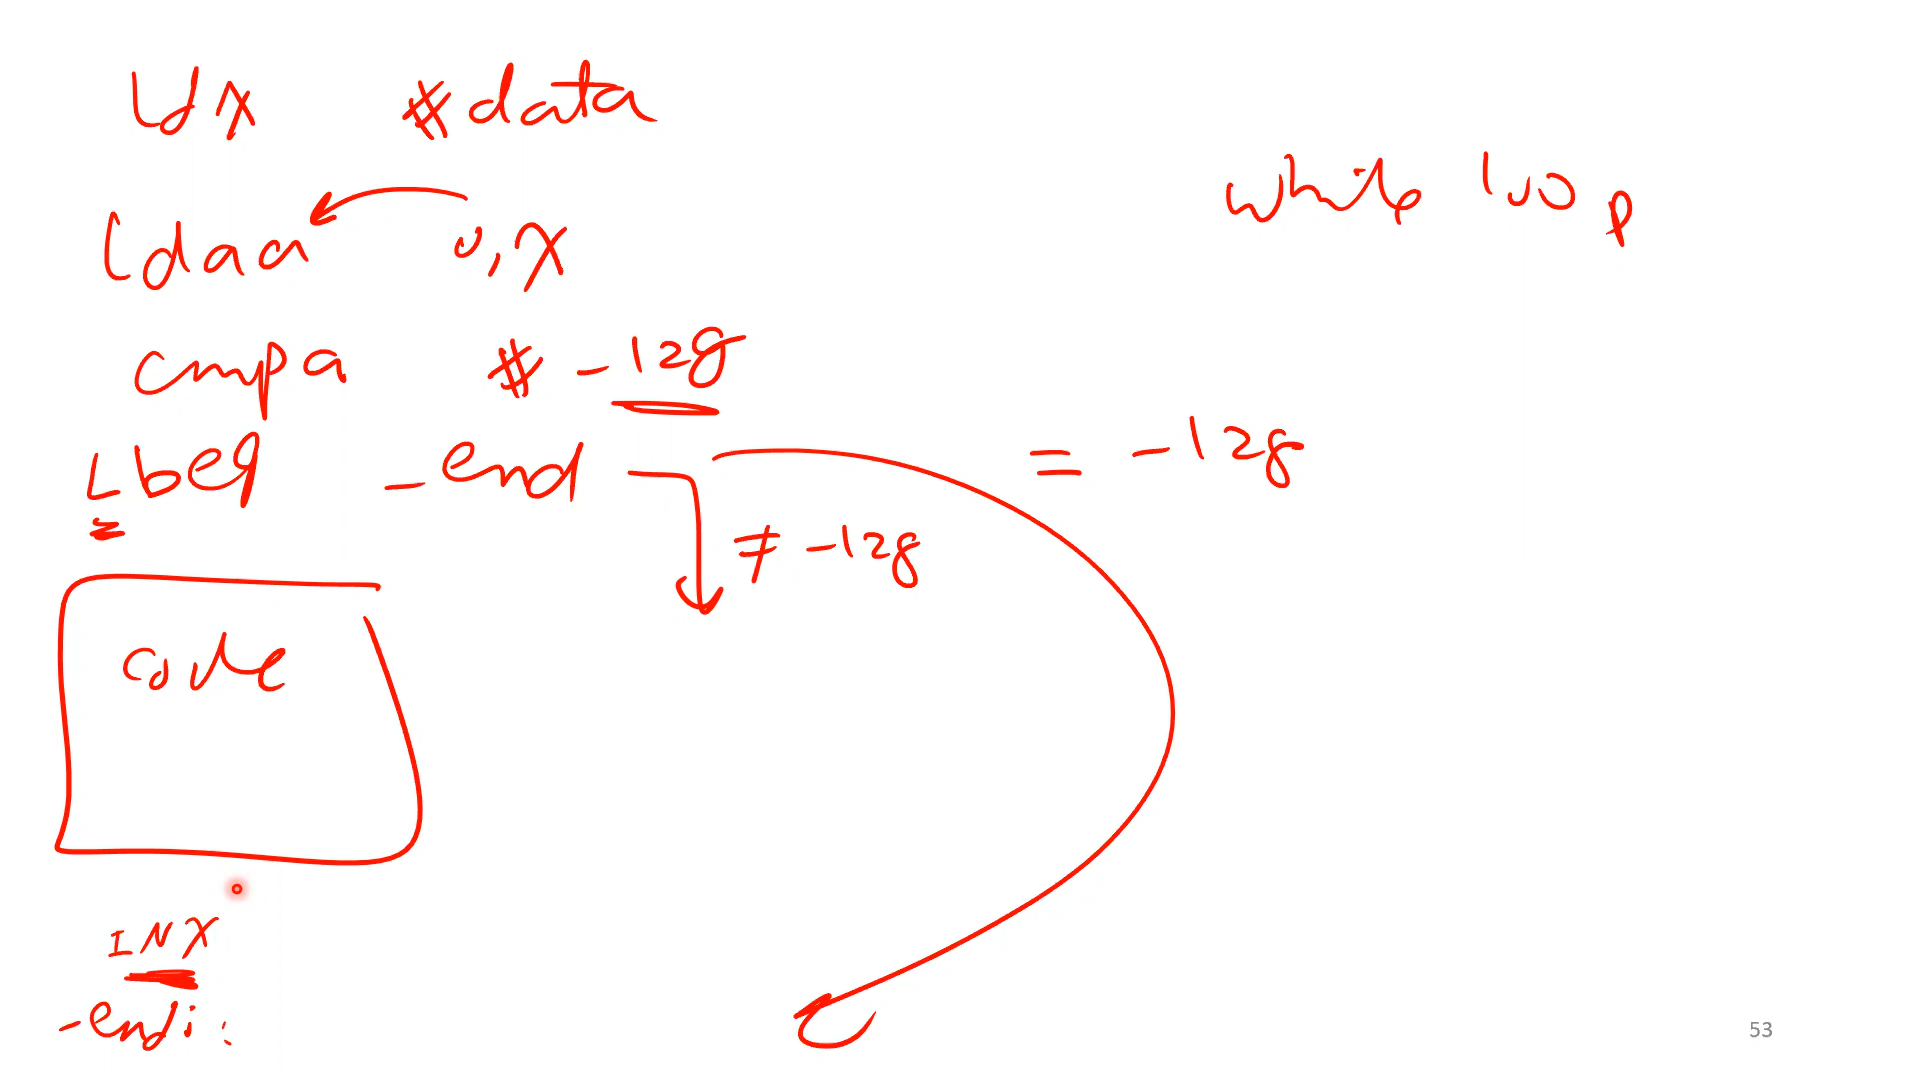 ldx #data
while loop
ldaa 0,X
cmpa # -128
Lbeq _end
= -128
≠ -128
code
INX
_end:
53